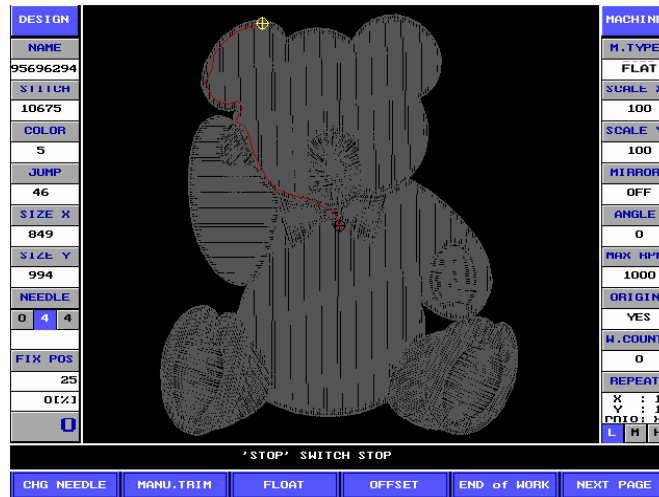 DESIGN
NAME
95696294
STITCH
10675
COLOR
5
JUMP
46
SIZE X
849
SIZE Y
994
NEEDLE
0 4 4
FIX POS
25
0[%]
0
MACHINE
M.TYPE
FLAT
SCALE X
100
SCALE Y
100
MIRROR
OFF
ANGLE
0
MAX RPM
1000
ORIGIN
YES
W.COUNT
0
REPEAT
X : 1
Y : 1
L M H
'STOP' SWITCH STOP
CHG NEEDLE MANU.TRIM FLOAT OFFSET END of WORK NEXT PAGE